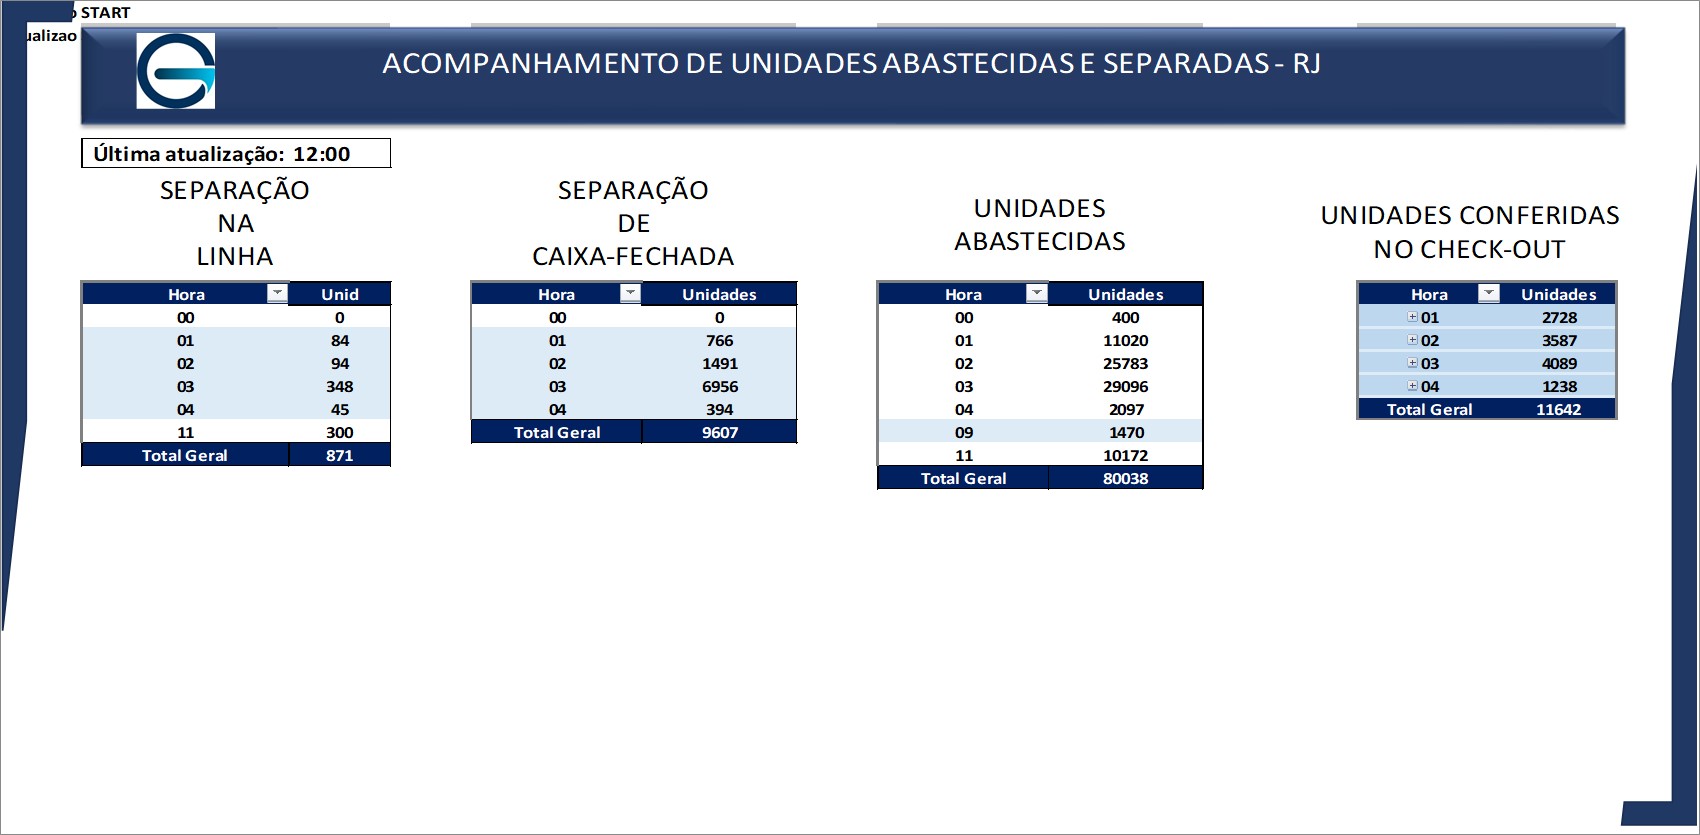 START
ualizao
ACOMPANHAMENTO DE UNIDADES ABASTECIDAS E SEPARADAS - RJ
Última atualização: 12:00
SEPARAÇÃO
NA
LINHA
Hora Unid
00 0
01 84
02 94
03 348
04 45
11 300
Total Geral 871
SEPARAÇÃO
DE
CAIXA-FECHADA
Hora Unidades
00 0
01 766
02 1491
03 6956
04 394
Total Geral 9607
UNIDADES
ABASTECIDAS
Hora Unidades
00 400
01 11020
02 25783
03 29096
04 2097
09 1470
11 10172
Total Geral 80038
UNIDADES CONFERIDAS
NO CHECK-OUT
Hora Unidades
01 2728
02 3587
03 4089
04 1238
Total Geral 11642